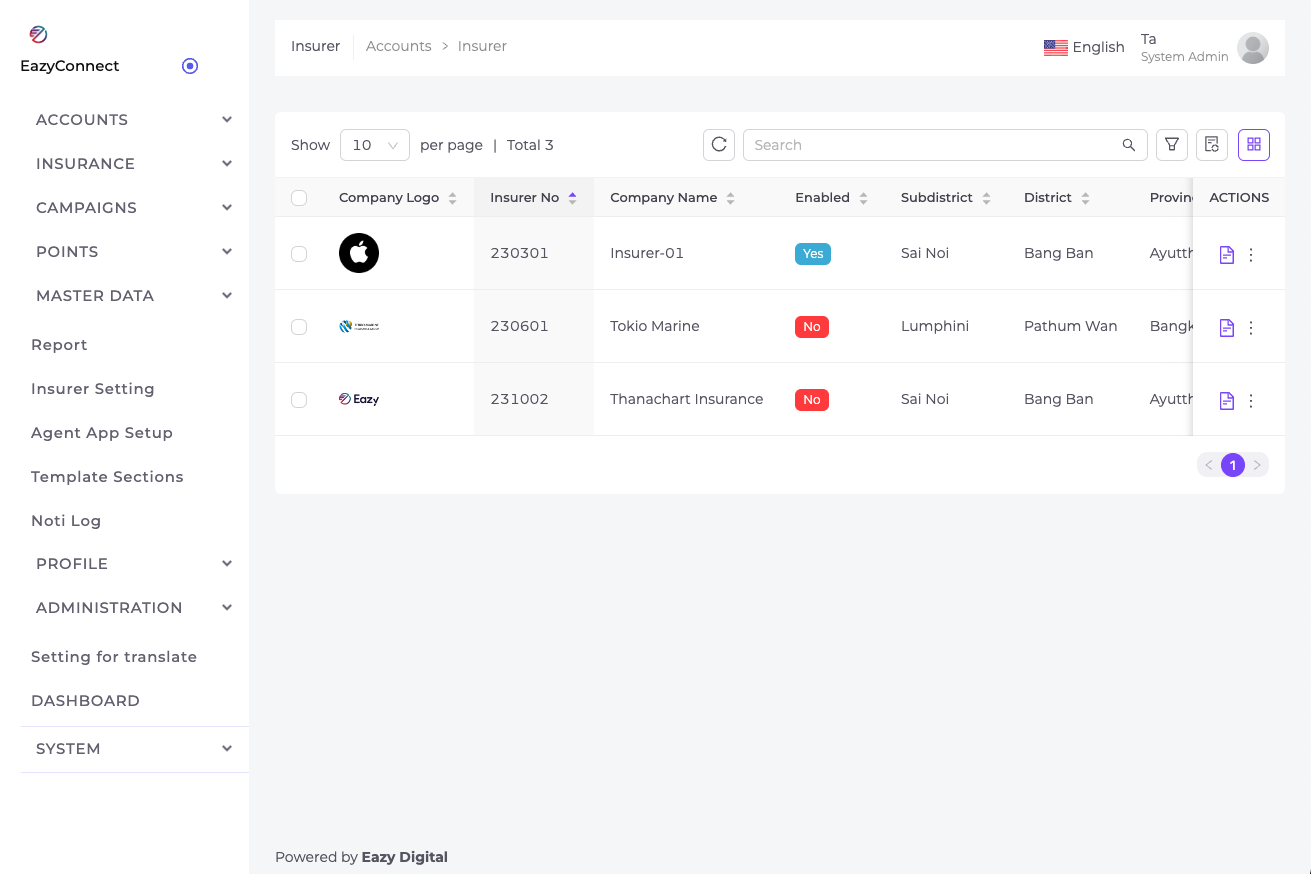 EazyConnect
ACCOUNTS
INSURANCE
CAMPAIGNS
POINTS
MASTER DATA
Report
Insurer Setting
Agent App Setup
Template Sections
Noti Log
PROFILE
ADMINISTRATION
Setting for translate
DASHBOARD
SYSTEM
Insurer Accounts > Insurer
English
Ta
System Admin
Show 10 per page | Total 3
Search
Company Logo Insurer No Company Name Enabled Subdistrict District Provin ACTIONS
230301 Insurer-01 Yes Sai Noi Bang Ban Ayutth
230601 Tokio Marine No Lumphini Pathum Wan Bangk
Eazy 231002 Thanachart Insurance No Sai Noi Bang Ban Ayutth
< 1 >
Powered by Eazy Digital